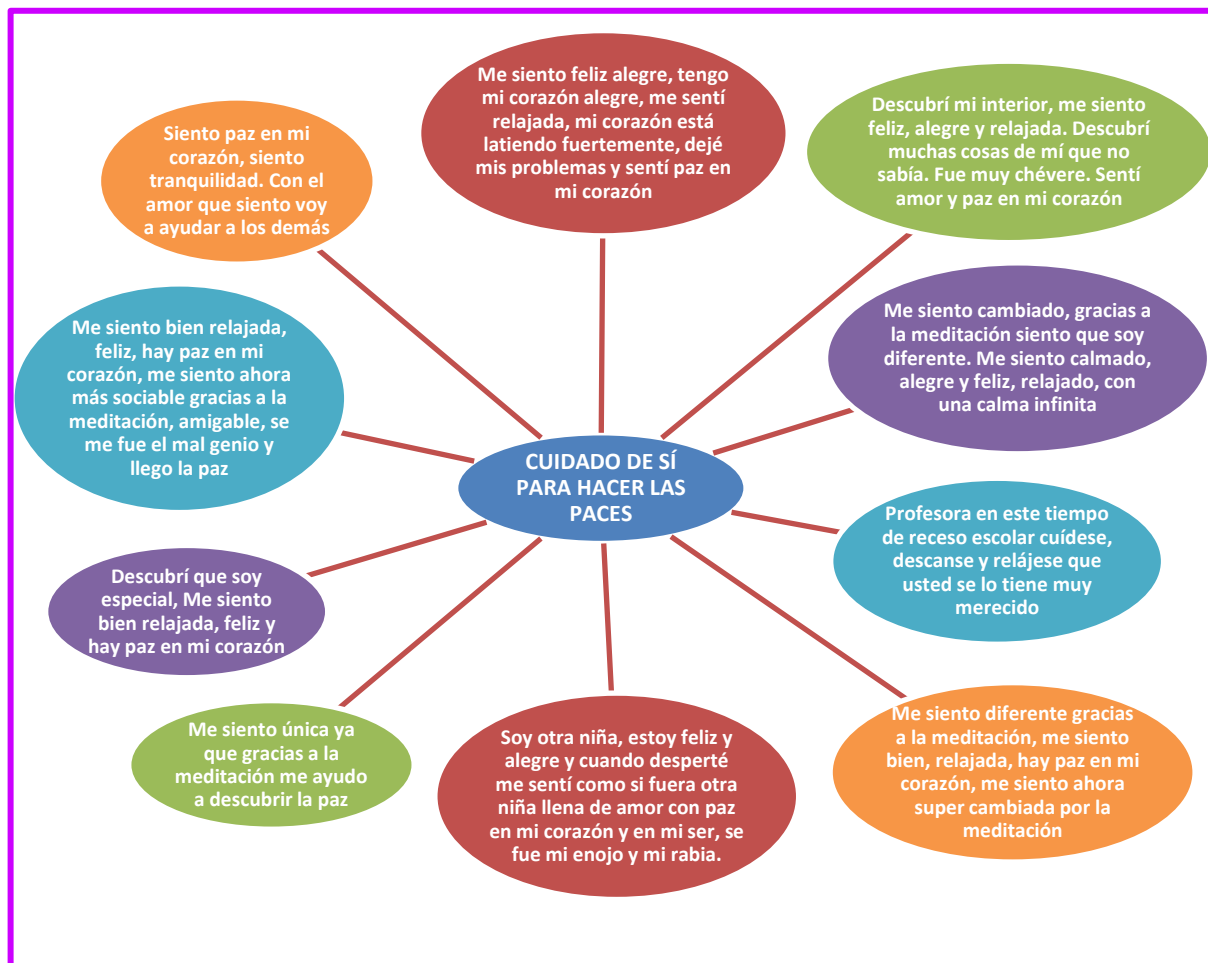 Me siento feliz alegre, tengo
mi corazón alegre, me sentí
relajada, mi corazón está
latiendo fuertemente, dejé
mis problemas y sentí paz en
mi corazón
Descubrí mi interior, me siento
feliz, alegre y relajada. Descubrí
muchas cosas de mí que no
sabía. Fue muy chévere. Sentí
amor y paz en mi corazón
Me siento cambiado, gracias a
la meditación siento que soy
diferente. Me siento calmado,
alegre y feliz, relajado, con
una calma infinita
Profesora en este tiempo
de receso escolar cuídese,
descanse y relájese que
usted se lo tiene muy
merecido
Me siento diferente gracias
a la meditación, me siento
bien, relajada, hay paz en mi
corazón, me siento ahora
super cambiada por la
meditación
Soy otra niña, estoy feliz y
alegre y cuando desperté
me sentí como si fuera otra
niña llena de amor con paz
en mi corazón y en mi ser, se
fue mi enojo y mi rabia.
Me siento única ya
que gracias a la
meditación me ayudo
a descubrir la paz
Descubrí que soy
especial, Me siento
bien relajada, feliz y
hay paz en mi corazón
Me siento bien relajada,
feliz, hay paz en mi
corazón, me siento ahora
más sociable gracias a la
meditación, amigable, se
me fue el mal genio y
llego la paz
Siento paz en mi
corazón, siento
tranquilidad. Con el
amor que siento voy
a ayudar a los demás
CUIDADO DE SÍ
PARA HACER LAS
PACES